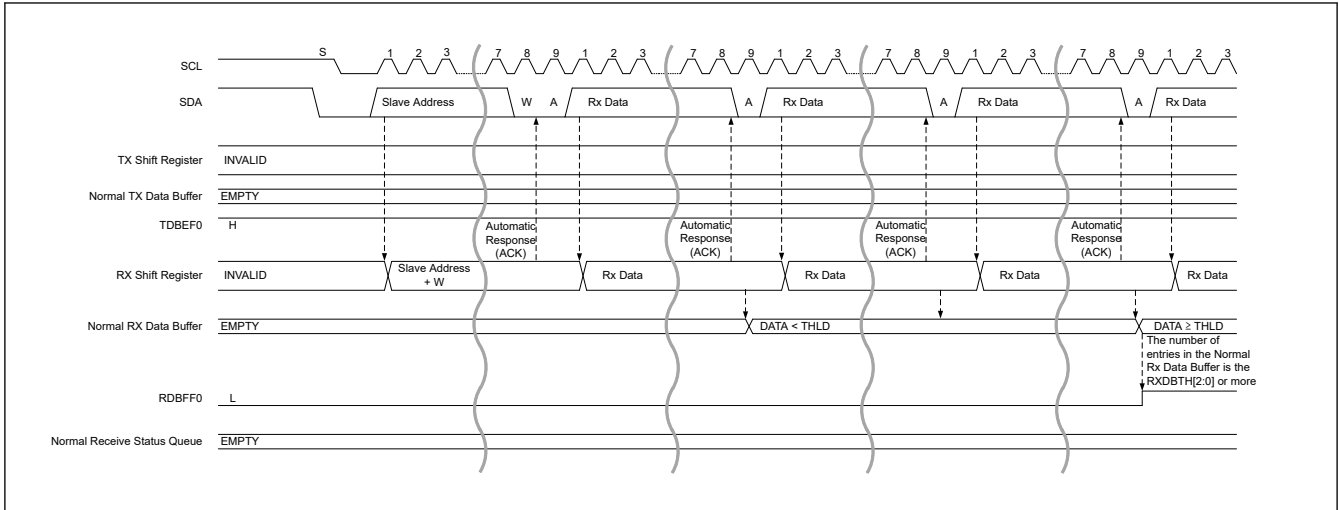 S 1 2 3 7 8 9 1 2 3 7 8 9 1 2 3 7 8 9 1 2 3 7 8 9 1 2 3
SCL
SDA Slave Address W A Rx Data A Rx Data A Rx Data A Rx Data
TX Shift Register INVALID
Normal TX Data Buffer EMPTY
TDBEF0 H
Automatic Response (ACK) Automatic Response (ACK) Automatic Response (ACK) Automatic Response (ACK)
RX Shift Register INVALID Slave Address + W Rx Data Rx Data Rx Data Rx Data
Normal RX Data Buffer EMPTY DATA < THLD DATA ≥ THLD
The number of
entries in the Normal
Rx Data Buffer is the
RXDBTH[2:0] or more
RDBFF0 L
Normal Receive Status Queue EMPTY